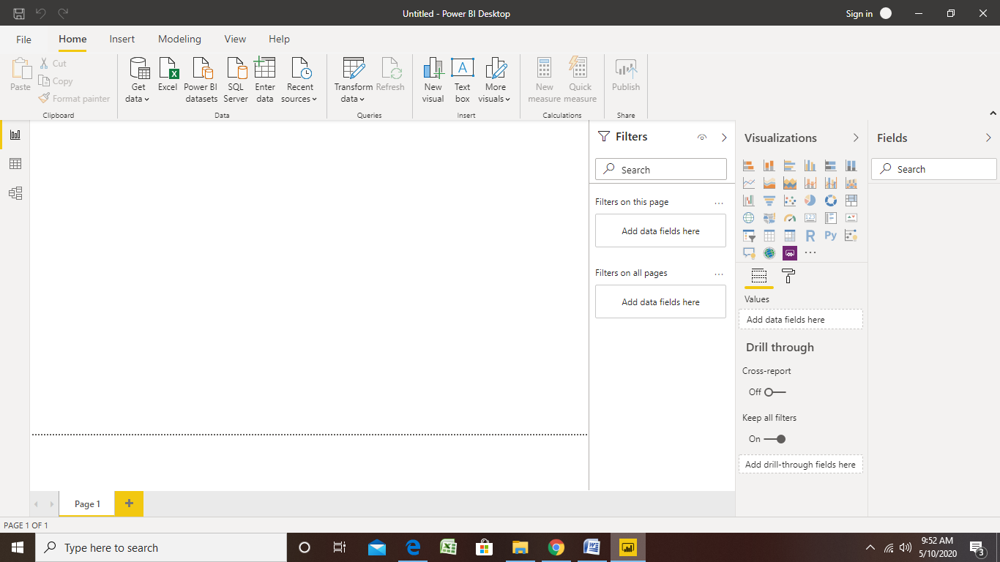 Untitled - Power BI Desktop
Sign in
File Home Insert Modeling View Help
Paste
Cut
Copy
Format painter
Clipboard
Get data
Excel
Power BI datasets
SQL Server
Enter data
Recent sources
Data
Transform data
Refresh
Queries
New visual
Text box
A
More visuals
Insert
New measure
Quick measure
Calculations
Publish
Share
Filters
Search
Filters on this page
Add data fields here
Filters on all pages
Add data fields here
Visualizations
123
R
Py
...
Values
Add data fields here
Drill through
Cross-report
Off
Keep all filters
On
Add drill-through fields here
Fields
Search
Page 1
PAGE 1 OF 1
Type here to search
9:52 AM
5/10/2020
3